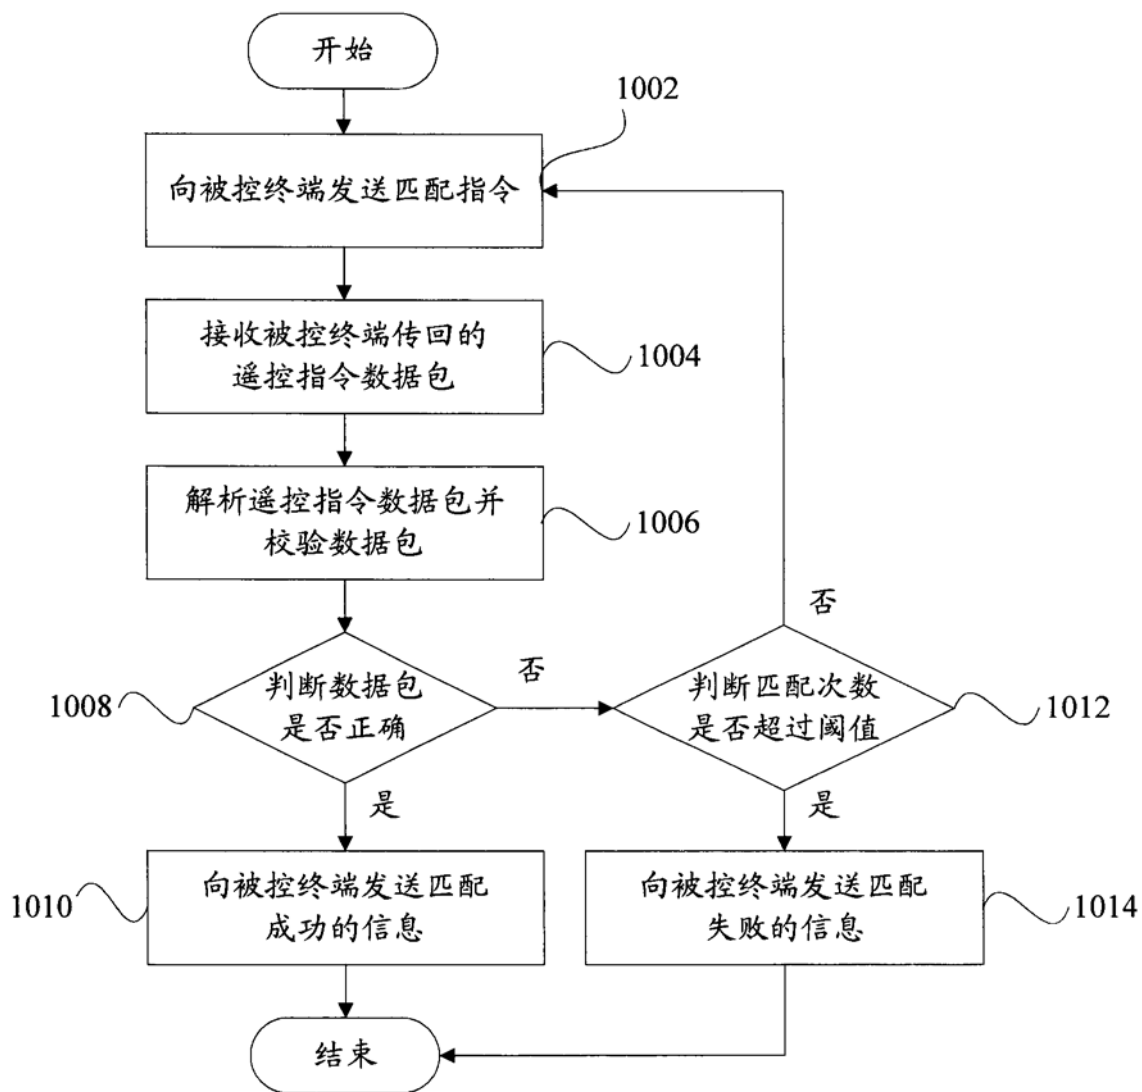 开始
1002
向被控终端发送匹配指令
接收被控终端传回的
遥控指令数据包
1004
解析遥控指令数据包并
校验数据包
1006
否
判断数据包
是否正确
1008
否
判断匹配次数
是否超过阈值
1012
是
是
向被控终端发送匹配
成功的信息
1010
向被控终端发送匹配
失败的信息
1014
结束